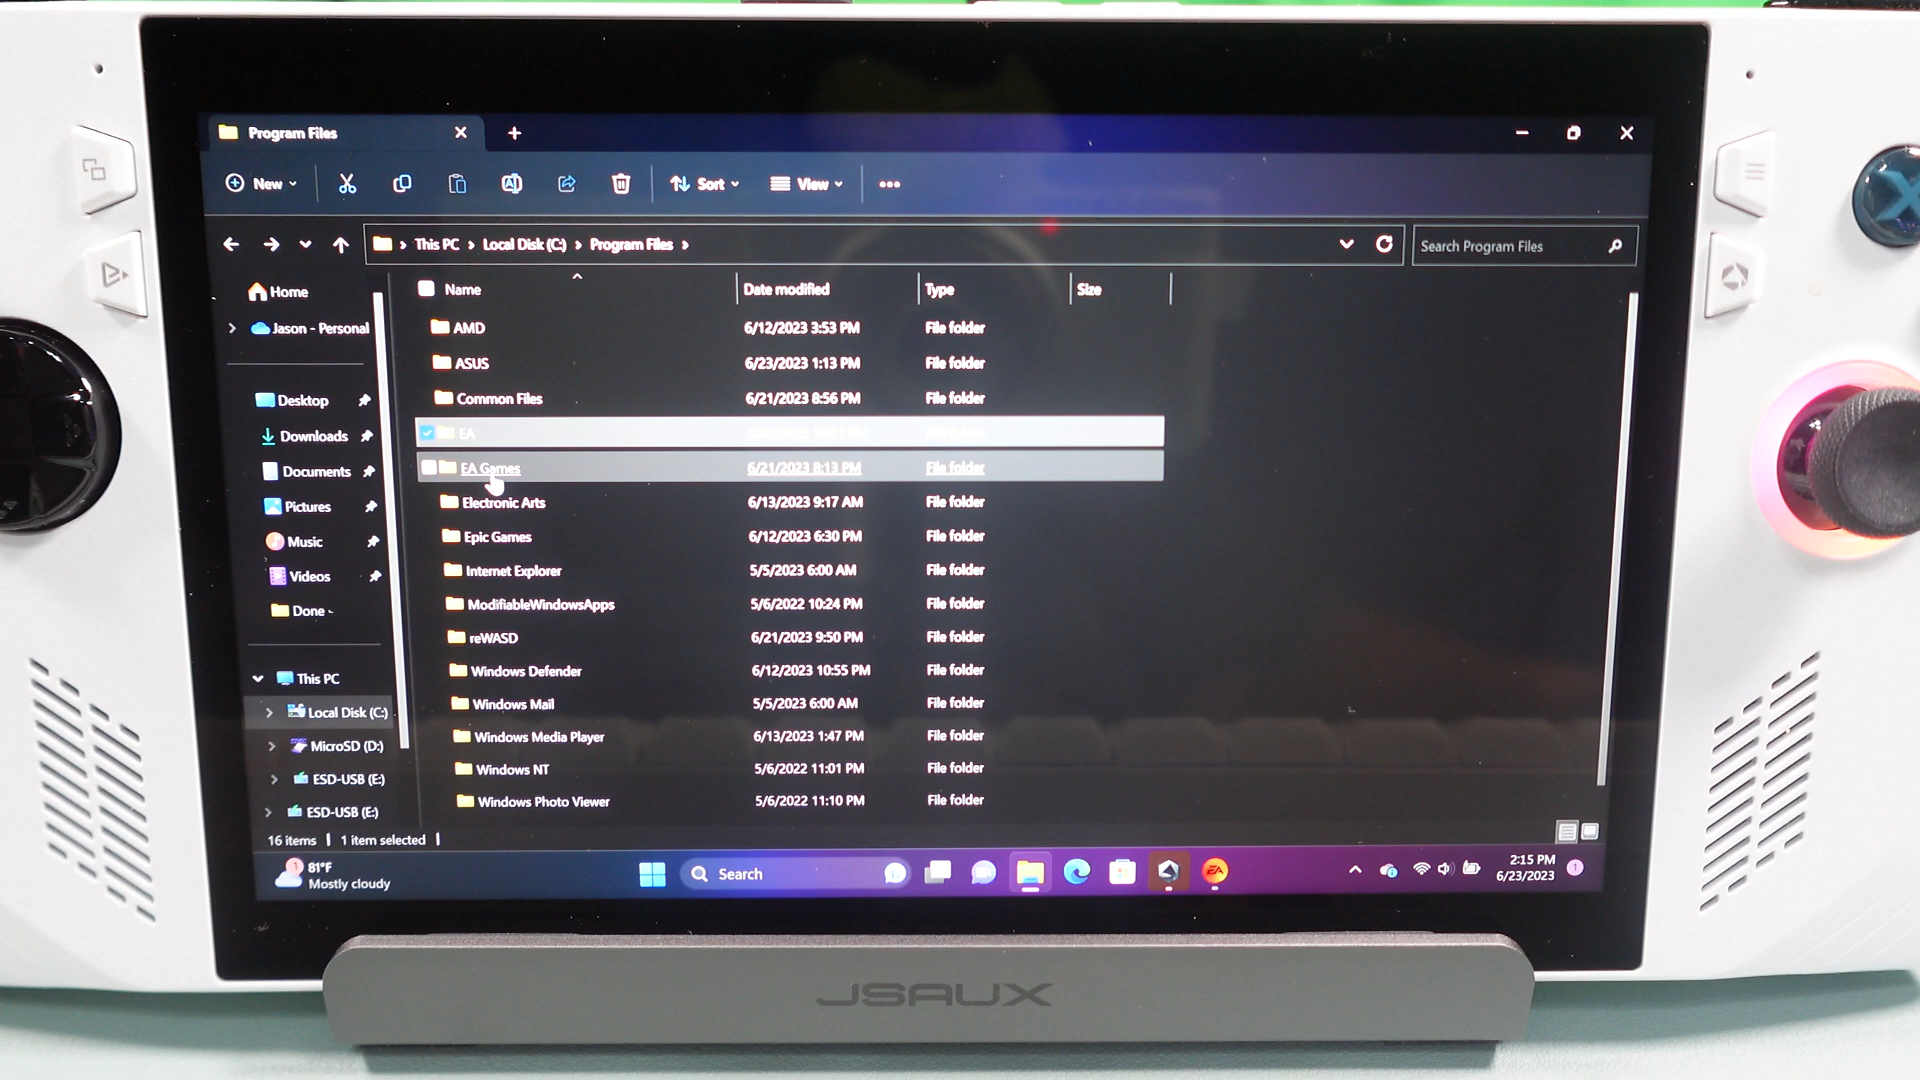 Program Files
New
Sort
View
This PC > Local Disk (C:) > Program Files >
Search Program Files
Home
Jason - Personal
Desktop
Downloads
Documents
Pictures
Music
Videos
Done -
This PC
Local Disk (C:)
MicroSD (D:)
ESD-USB (E:)
ESD-USB (E:)
Name Date modified Type Size
AMD 6/12/2023 3:53 PM File folder
ASUS 6/23/2023 1:13 PM File folder
Common Files 6/21/2023 8:56 PM File folder
EA
EA Games 6/21/2023 8:13 PM File folder
Electronic Arts 6/13/2023 9:17 AM File folder
Epic Games 6/12/2023 6:30 PM File folder
Internet Explorer 5/5/2023 6:00 AM File folder
ModifiableWindowsApps 5/6/2022 10:24 PM File folder
reWASD 6/21/2023 9:50 PM File folder
Windows Defender 6/12/2023 10:55 PM File folder
Windows Mail 5/5/2023 6:00 AM File folder
Windows Media Player 6/13/2023 1:47 PM File folder
Windows NT 5/6/2022 11:01 PM File folder
Windows Photo Viewer 5/6/2022 11:10 PM File folder
16 items | 1 item selected |
1
81°F
Mostly cloudy
Search
EA
2:15 PM
6/23/2023
1
X
JSAUX